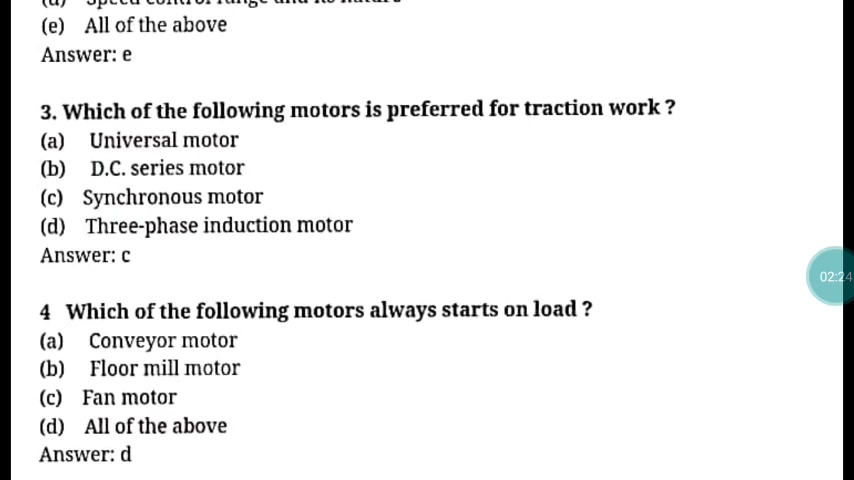 (e) All of the above
Answer: e
3. Which of the following motors is preferred for traction work ?
(a) Universal motor
(b) D.C. series motor
(c) Synchronous motor
(d) Three-phase induction motor
Answer: c
02:24
4 Which of the following motors always starts on load ?
(a) Conveyor motor
(b) Floor mill motor
(c) Fan motor
(d) All of the above
Answer: d